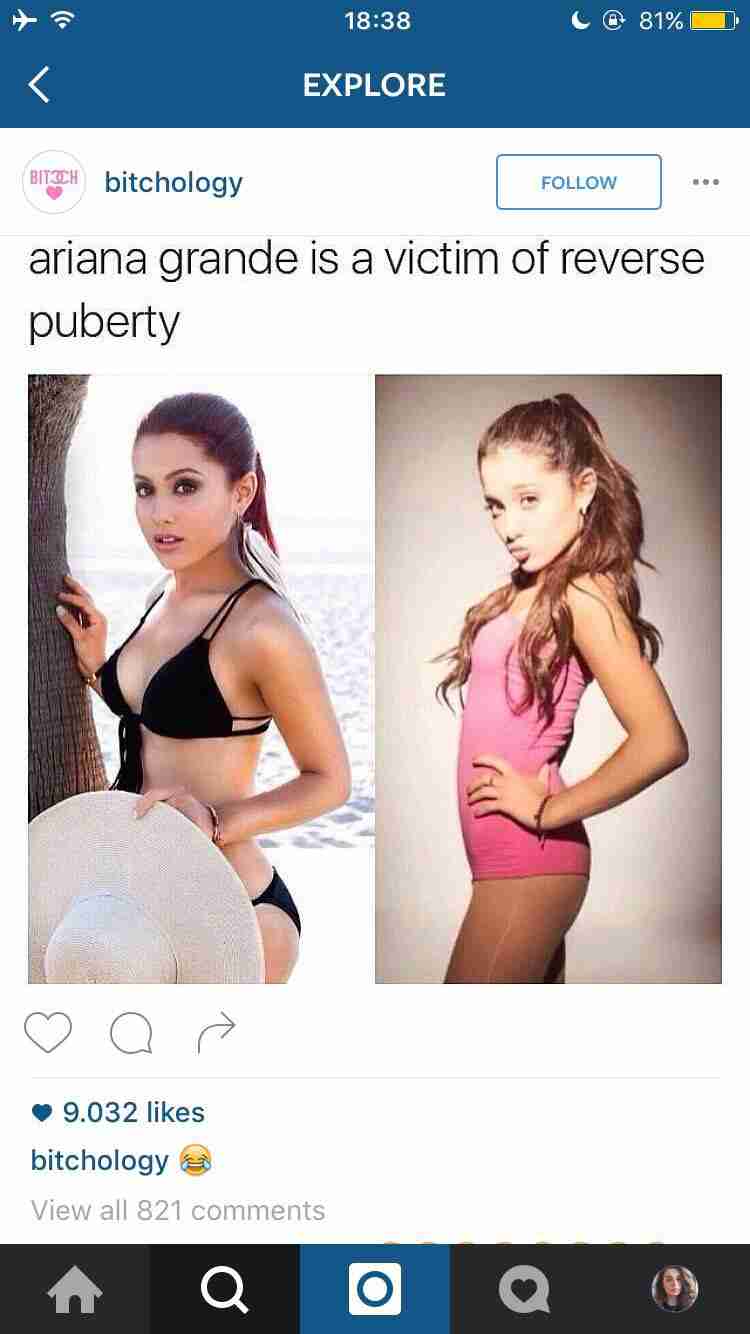 18:38
81%
EXPLORE
BITCH
bitchology
FOLLOW
ariana grande is a victim of reverse
puberty
9.032 likes
bitchology 😂
View all 821 comments